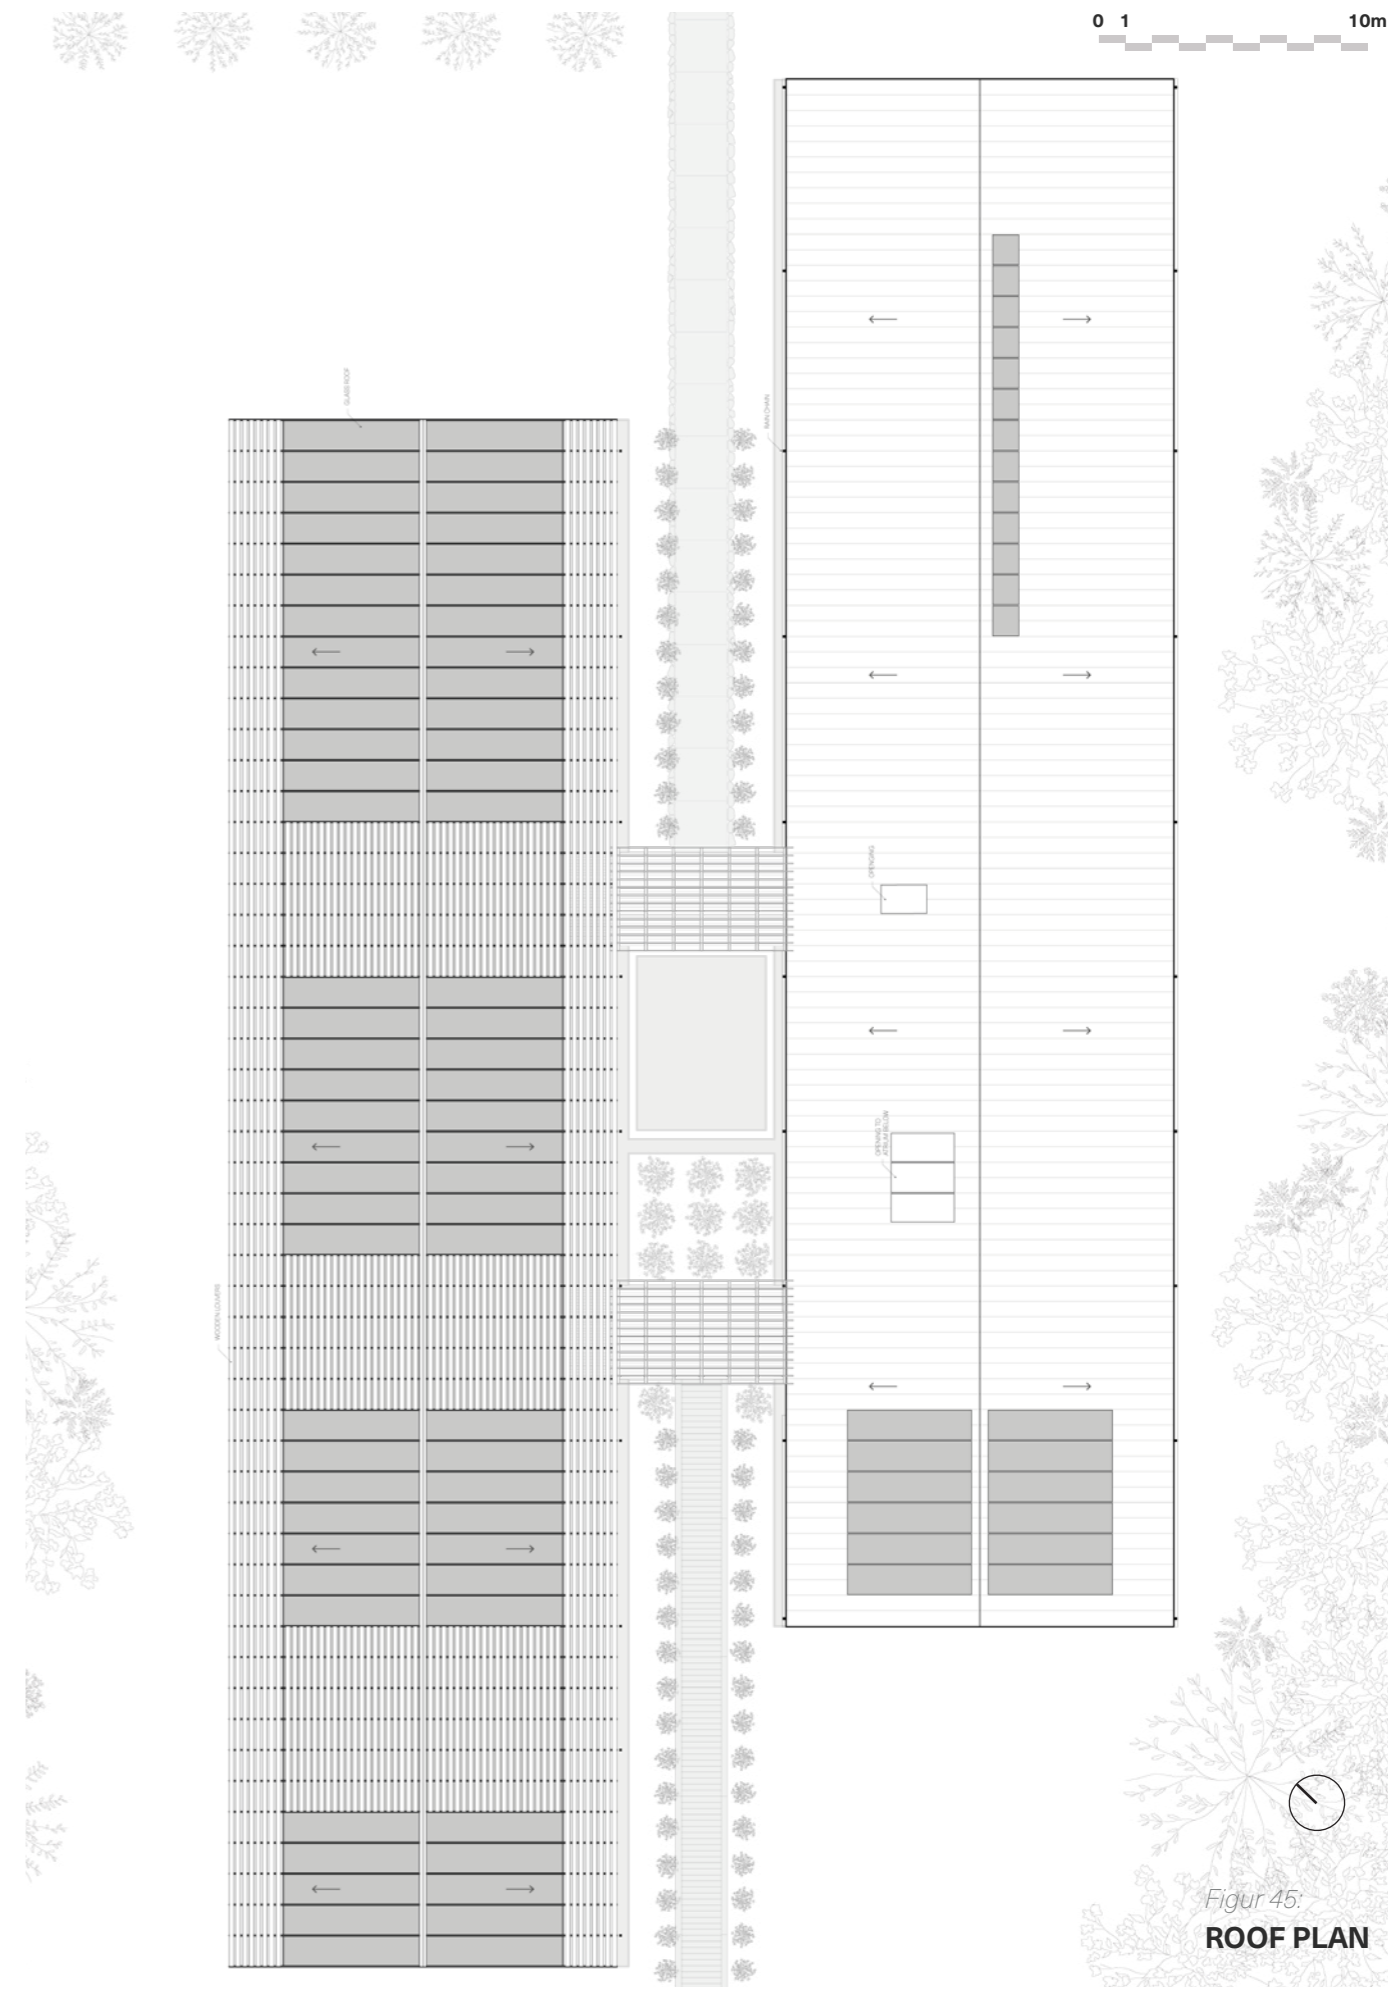 0 1 10m
GLASS ROOF
RAIN CHAIN
OPENING
OPENING TO
ATRIUM BELOW
WOODEN LOUVERS
Figur 45:
ROOF PLAN